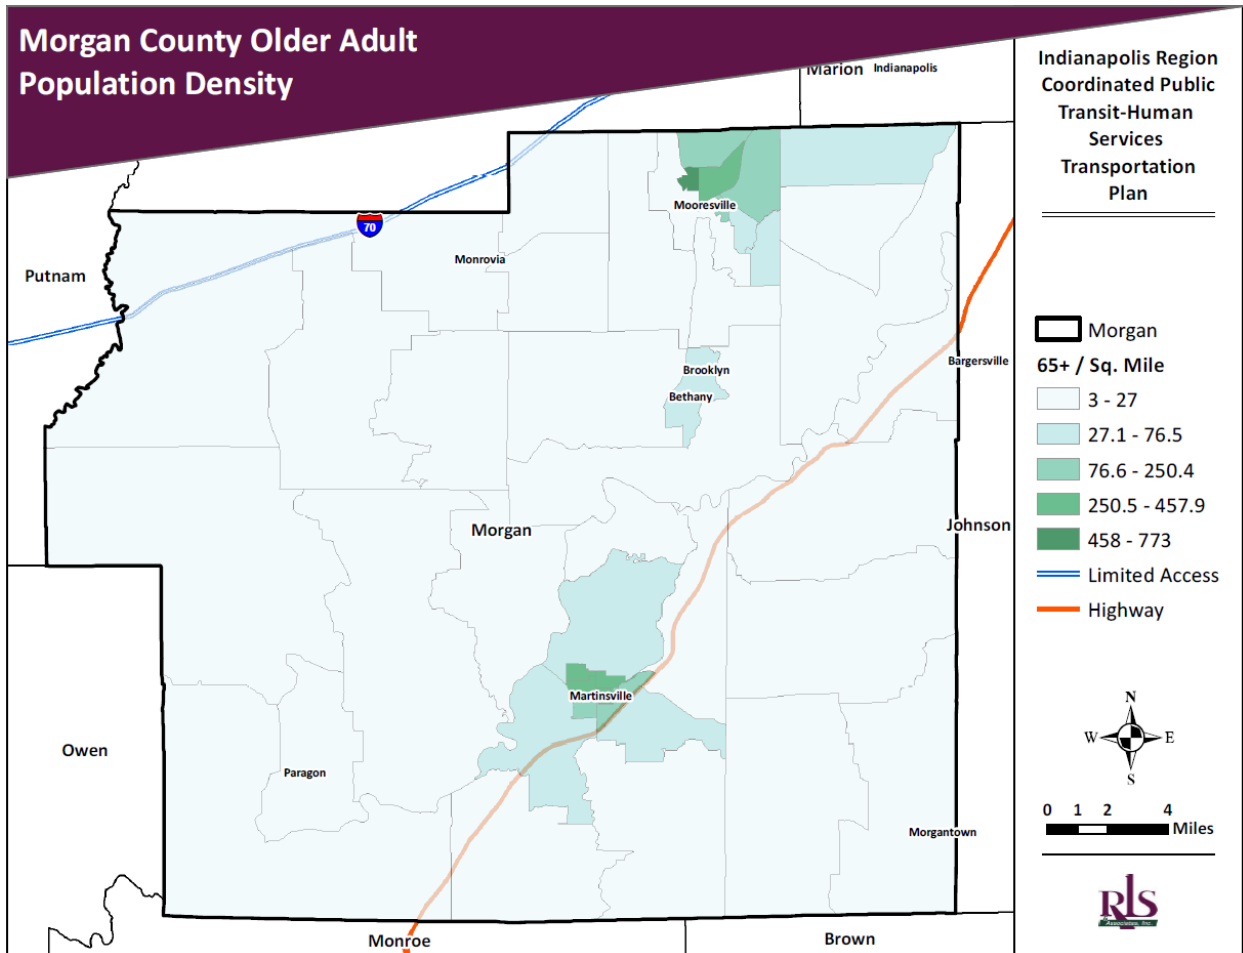 Morgan County Older Adult
Population Density
Marion
Indianapolis
Indianapolis Region
Coordinated Public
Transit-Human
Services
Transportation
Plan
Mooresville
70
Monrovia
Putnam
Morgan
65+ / Sq. Mile
3 - 27
27.1 - 76.5
76.6 - 250.4
250.5 - 457.9
458 - 773
Limited Access
Highway
Bargersville
Brooklyn
Bethany
Morgan
Johnson
Martinsville
Owen
Paragon
Morgantown
N
W
E
S
0 1 2 4
Miles
RLS
& Associates, Inc.
Monroe
Brown